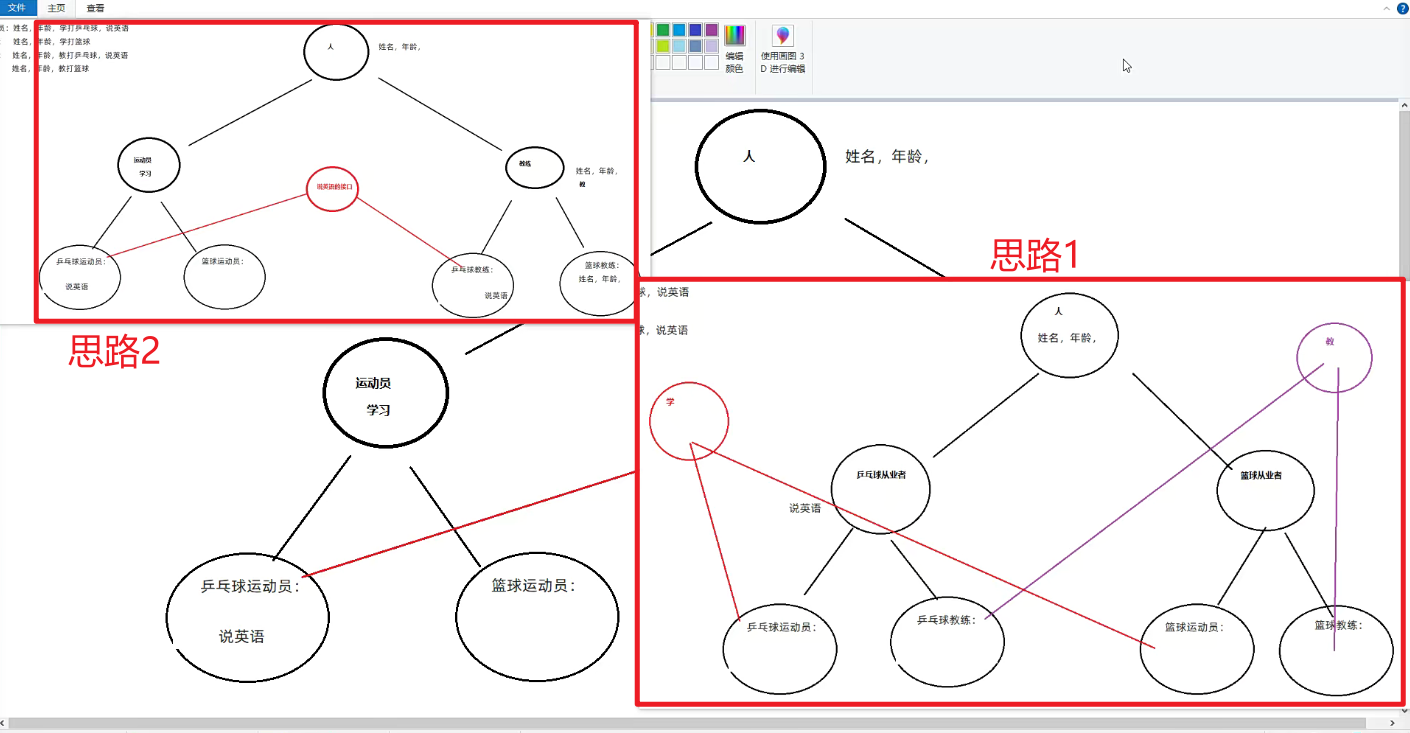 文件 主页 查看
员：姓名，年龄，学打乒乓球，说英语
姓名，年龄，学打篮球
姓名，年龄，教打乒乓球，说英语
姓名，年龄，教打篮球
人
姓名，年龄，
运动员
学习
教练
姓名，年龄，
教
说英语的接口
乒乓球运动员：
说英语
篮球运动员：
乒乓球教练：
说英语
篮球教练：
姓名，年龄，
思路2
编辑
颜色
使用画图 3
D 进行编辑
人
姓名，年龄，
思路1
运动员
学习
乒乓球运动员：
说英语
篮球运动员：
球，说英语
球，说英语
人
姓名，年龄，
教
学
乒乓球从业者
说英语
篮球从业者
乒乓球运动员：
乒乓球教练：
篮球运动员：
篮球教练：